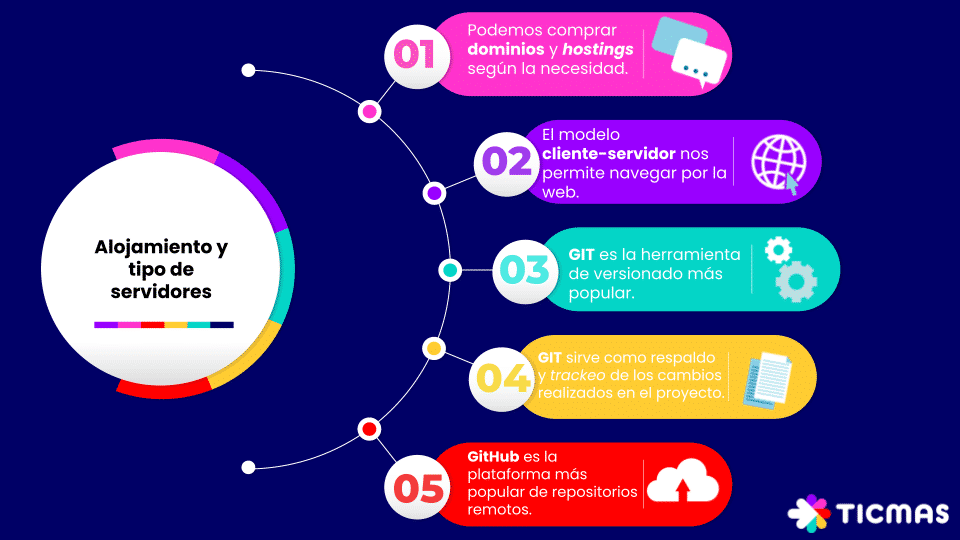 Alojamiento y
tipo de
servidores
01
Podemos comprar
dominios y hostings
según la necesidad.
02
El modelo
cliente-servidor nos
permite navegar por la
web.
03
GIT es la herramienta
de versionado más
popular.
04
GIT sirve como respaldo
y trackeo de los cambios
realizados en el proyecto.
05
GitHub es la
plataforma más
popular de repositorios
remotos.
TICMAS